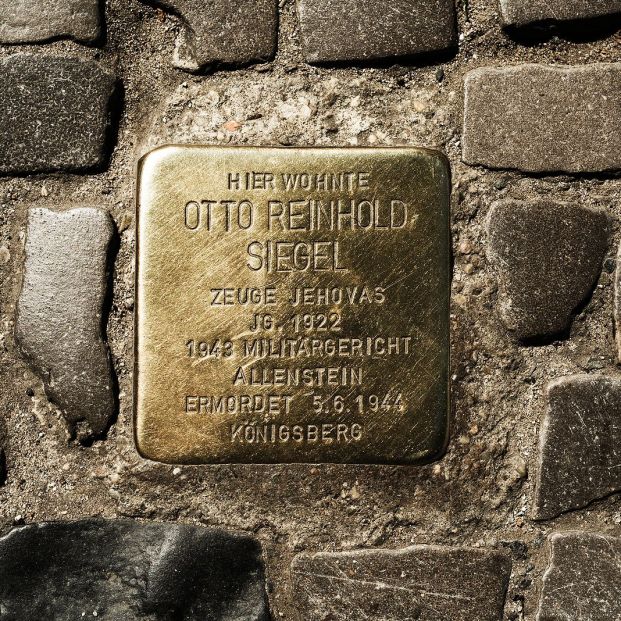 HIER WOHNTE
OTTO REINHOLD
SIEGEL
ZEUGE JEHOVAS
JG. 1922
1943 MILITÄRGERICHT
ALLENSTEIN
ERMORDET 5.6.1944
KÖNIGSBERG